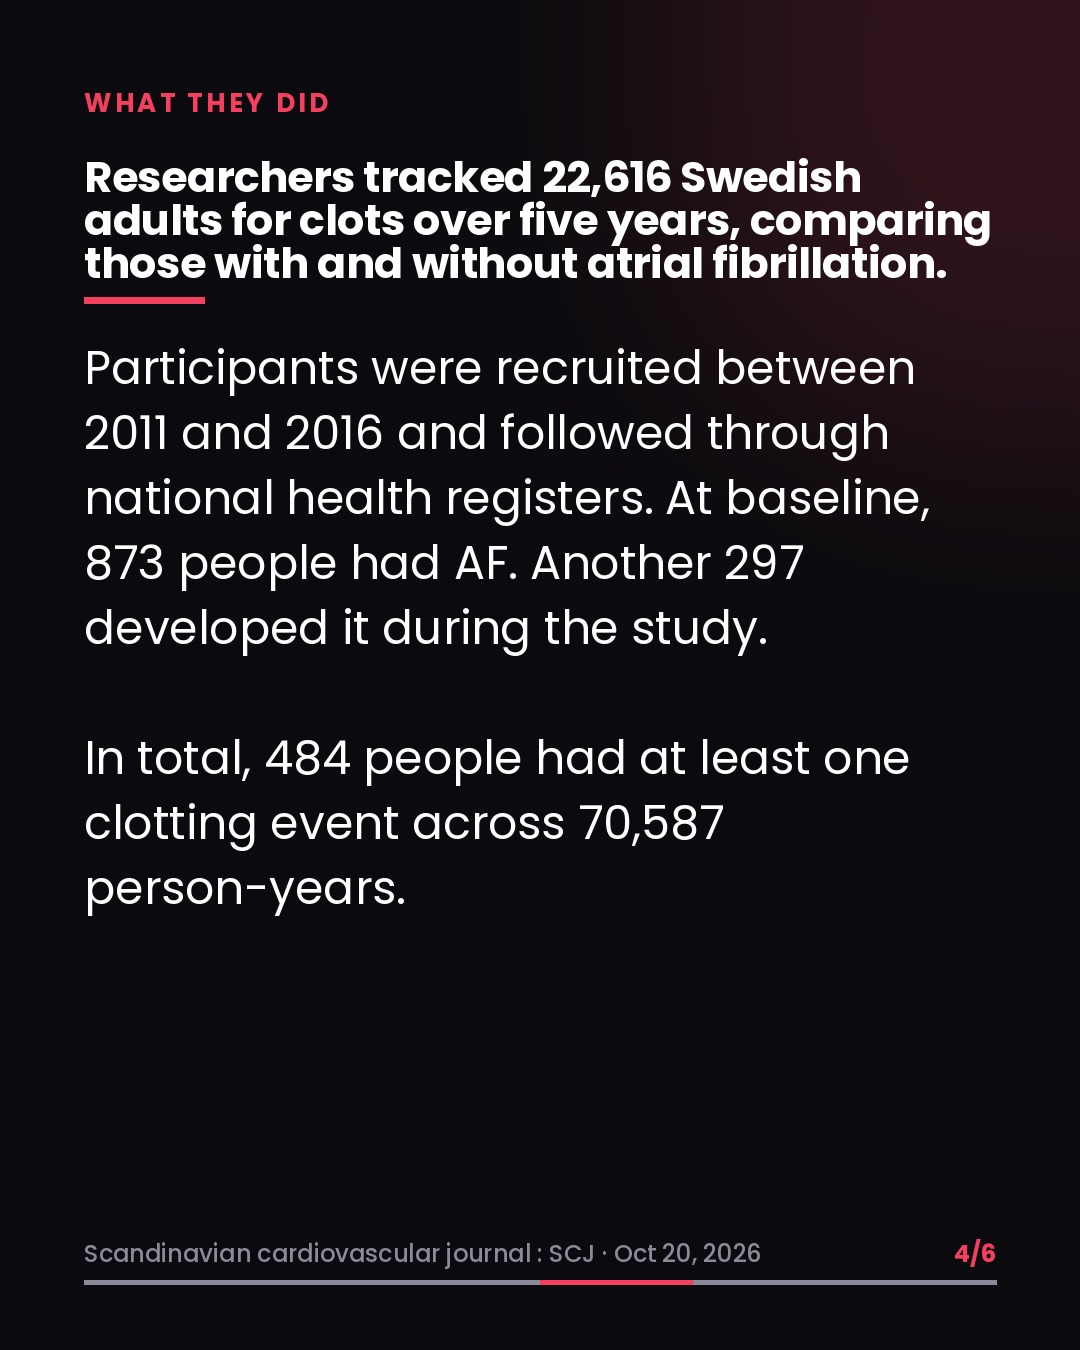 WHAT THEY DID
Researchers tracked 22,616 Swedish
adults for clots over five years, comparing
those with and without atrial fibrillation.
Participants were recruited between
2011 and 2016 and followed through
national health registers. At baseline,
873 people had AF. Another 297
developed it during the study.
In total, 484 people had at least one
clotting event across 70,587
person-years.
Scandinavian cardiovascular journal : SCJ · Oct 20, 2026
4/6